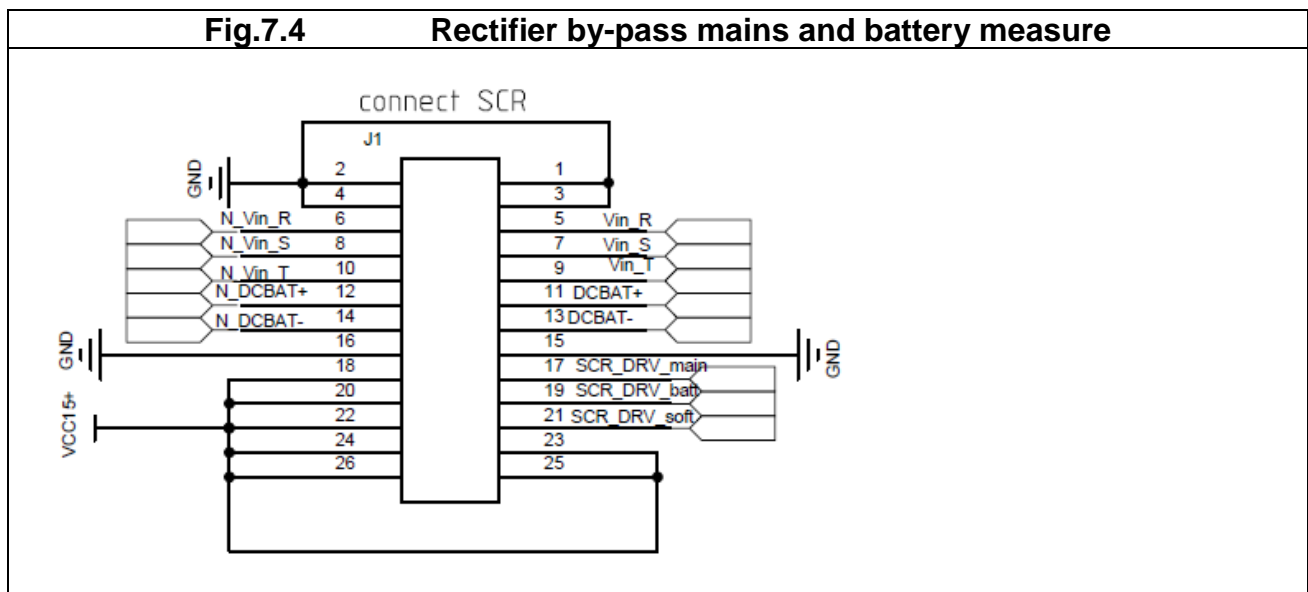 Fig.7.4 Rectifier by-pass mains and battery measure
connect SCR
J1
GND 2 1
4 3
N_Vin_R 6 5 Vin_R
N_Vin_S 8 7 Vin_S
N_Vin_T 10 9 Vin_T
N_DCBAT+ 12 11 DCBAT+
N_DCBAT- 14 13 DCBAT-
GND 16 15 GND
18 17 SCR_DRV_main
20 19 SCR_DRV_batt
VCC15+ 22 21 SCR_DRV_soft
24 23
26 25